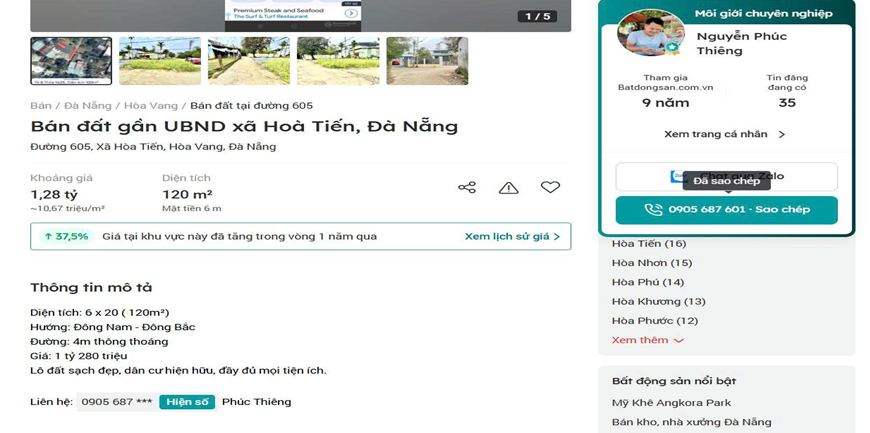 Premium Steak and Seafood
The Surf & Turf Restaurant
1 / 5
Bán / Đà Nẵng / Hòa Vang / Bán đất tại đường 605
Bán đất gần UBND xã Hoà Tiến, Đà Nẵng
Đường 605, Xã Hòa Tiến, Hòa Vang, Đà Nẵng
Khoảng giá
Diện tích
1,28 tỷ
120 m²
~10,67 triệu/m²
Mặt tiền 6 m
37,5%
Giá tại khu vực này đã tăng trong vòng 1 năm qua
Xem lịch sử giá
Thông tin mô tả
Diện tích: 6 x 20 ( 120m²)
Hướng: Đông Nam - Đông Bắc
Đường: 4m thông thoáng
Giá: 1 tỷ 280 triệu
Lô đất sạch đẹp, dân cư hiện hữu, đầy đủ mọi tiện ích.
Liên hệ: 0905 687 *** Hiện số Phúc Thiêng
Môi giới chuyên nghiệp
Nguyễn Phúc
Thiêng
Tham gia
Batdongsan.com.vn
9 năm
Tin đăng
đang có
35
Xem trang cá nhân
Zalo
Đã sao chép
0905 687 601 · Sao chép
Hòa Tiến (16)
Hòa Nhơn (15)
Hòa Phú (14)
Hòa Khương (13)
Hòa Phước (12)
Xem thêm
Bất động sản nổi bật
Mỹ Khê Angkora Park
Bán kho, nhà xưởng Đà Nẵng